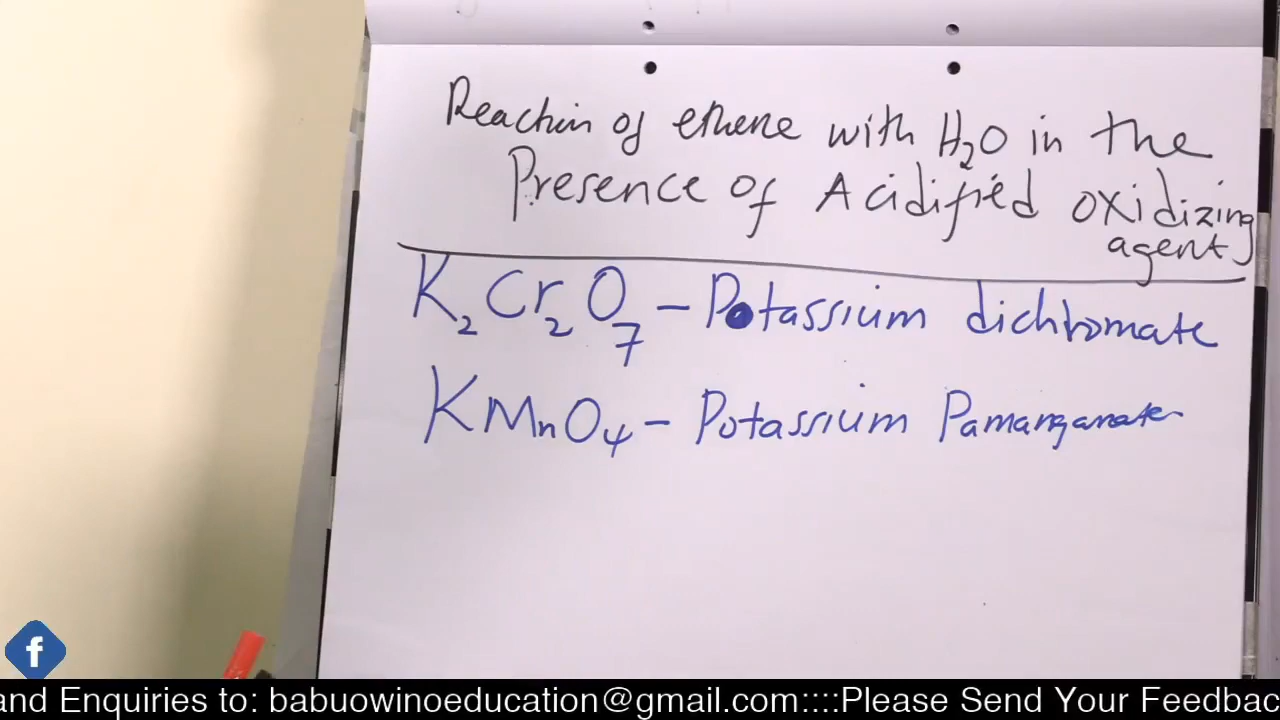 Reaction of ethene with H₂O in the
Presence of Acidified oxidizing
agent
K₂Cr₂O₇ - Potassium dichromate
KMnO₄ - Potassium Pamanganate
f
and Enquiries to: babuowinoeducation@gmail.com::::Please Send Your Feedbac